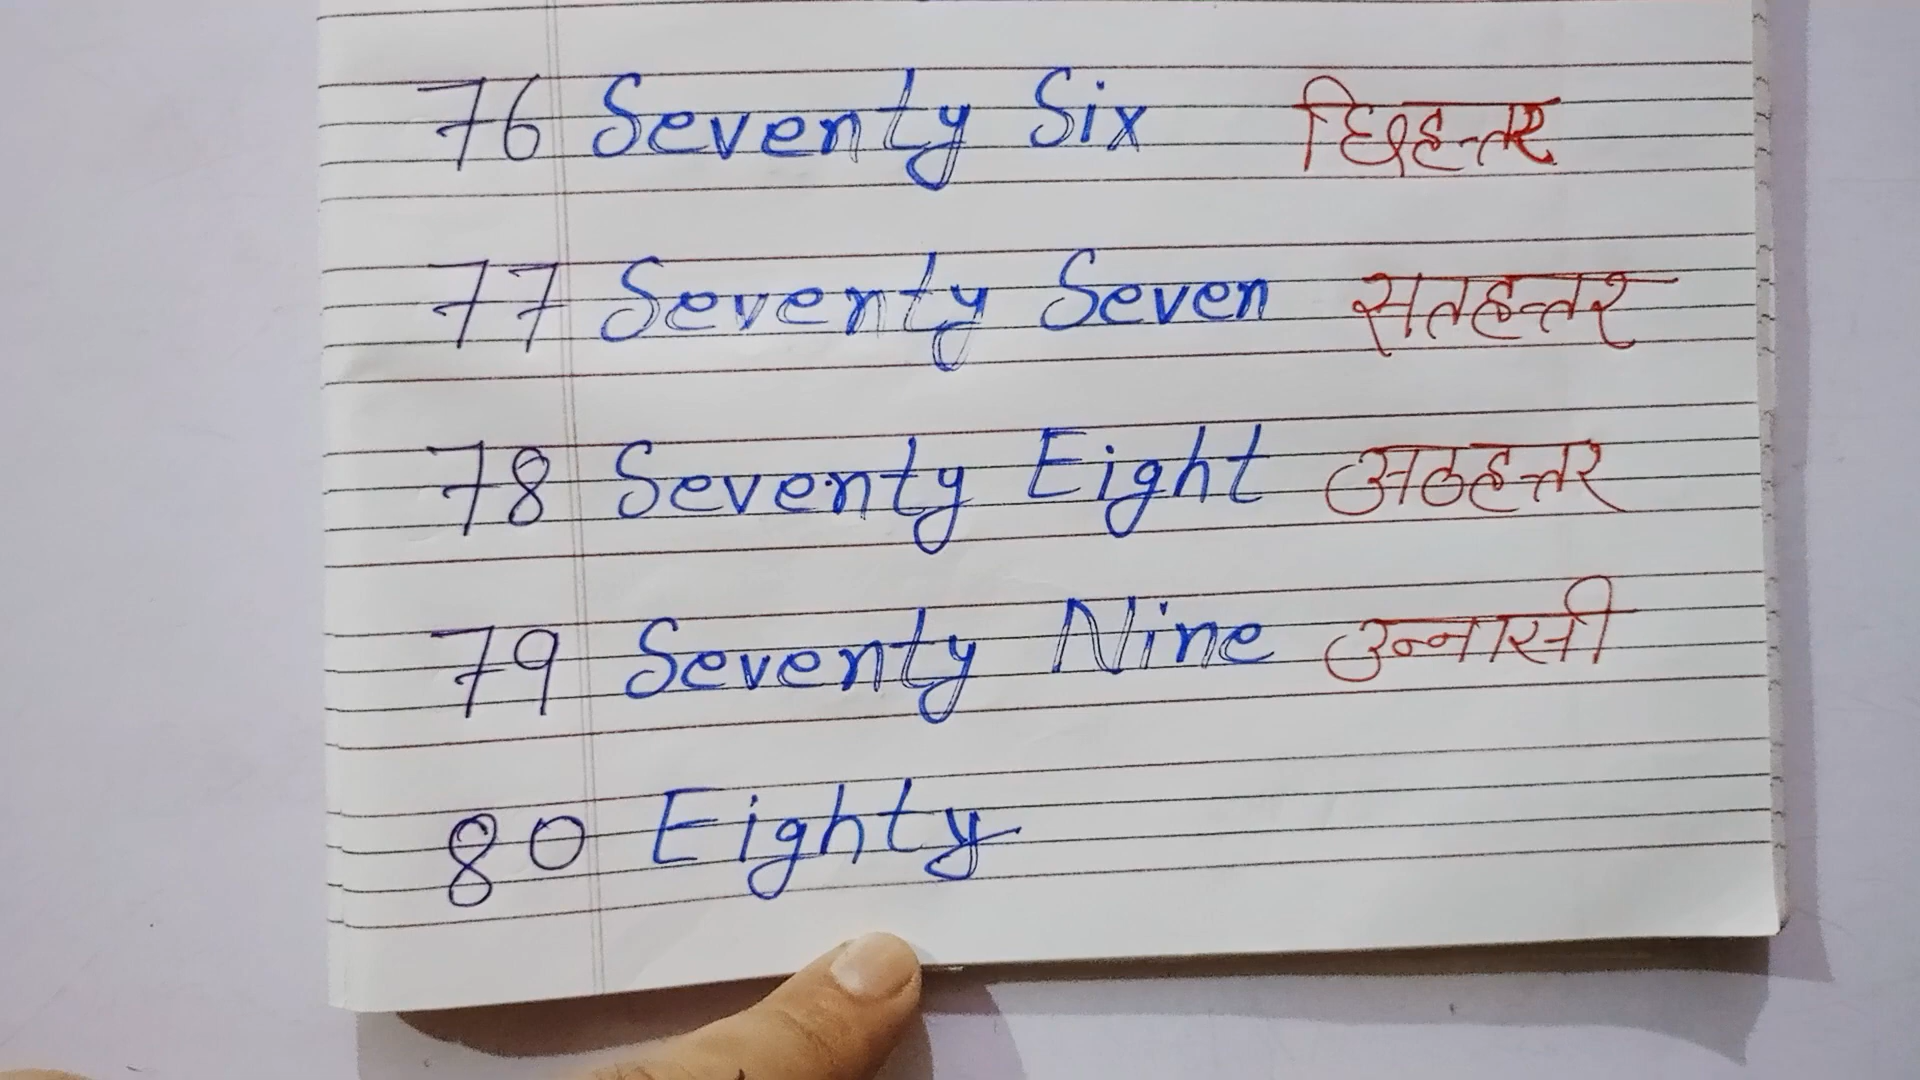 76 Seventy Six छिहत्तर
77 Seventy Seven सतहत्तर
78 Seventy Eight अठहत्तर
79 Seventy Nine उन्नासी
80 Eighty